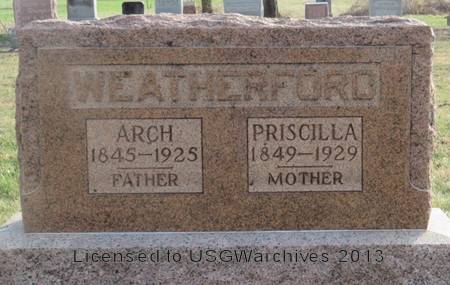 WEATHERFORD
ARCH
1845–1925
FATHER
PRISCILLA
1849–1929
MOTHER
Licensed to USGWarchives 2013